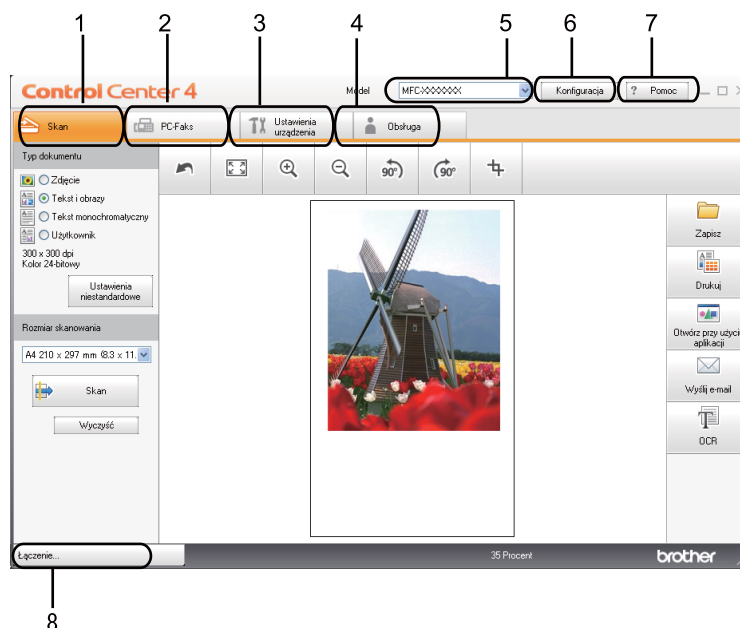 1 2 3 4 5 6 7
Control Center 4
Model MFC-XXXXXX Konfiguracja ? Pomoc
Skan PC-Faks Ustawienia urządzenia Obsługa
Typ dokumentu
Zdjęcie
Tekst i obrazy
Tekst monochromatyczny
Użytkownik
300 x 300 dpi
Kolor 24-bitowy
Ustawienia
niestandardowe
Rozmiar skanowania
A4 210 x 297 mm (8.3 x 11.
Skan
Wyczyść
90° 90°
Zapisz
Drukuj
Otwórz przy użyci
aplikacji
Wyślij e-mail
OCR
Łączenie... 35 Procent brother
8